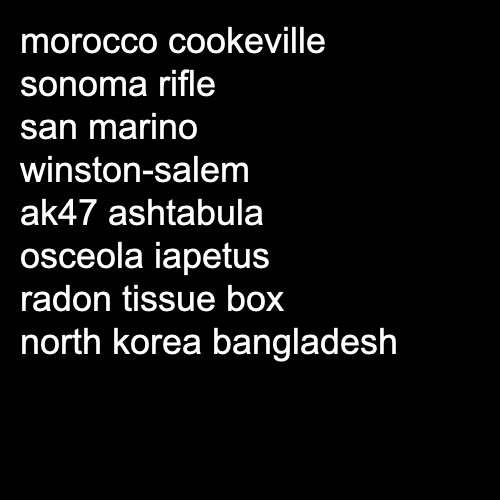 morocco cookeville
sonoma rifle
san marino
winston-salem
ak47 ashtabula
osceola iapetus
radon tissue box
north korea bangladesh